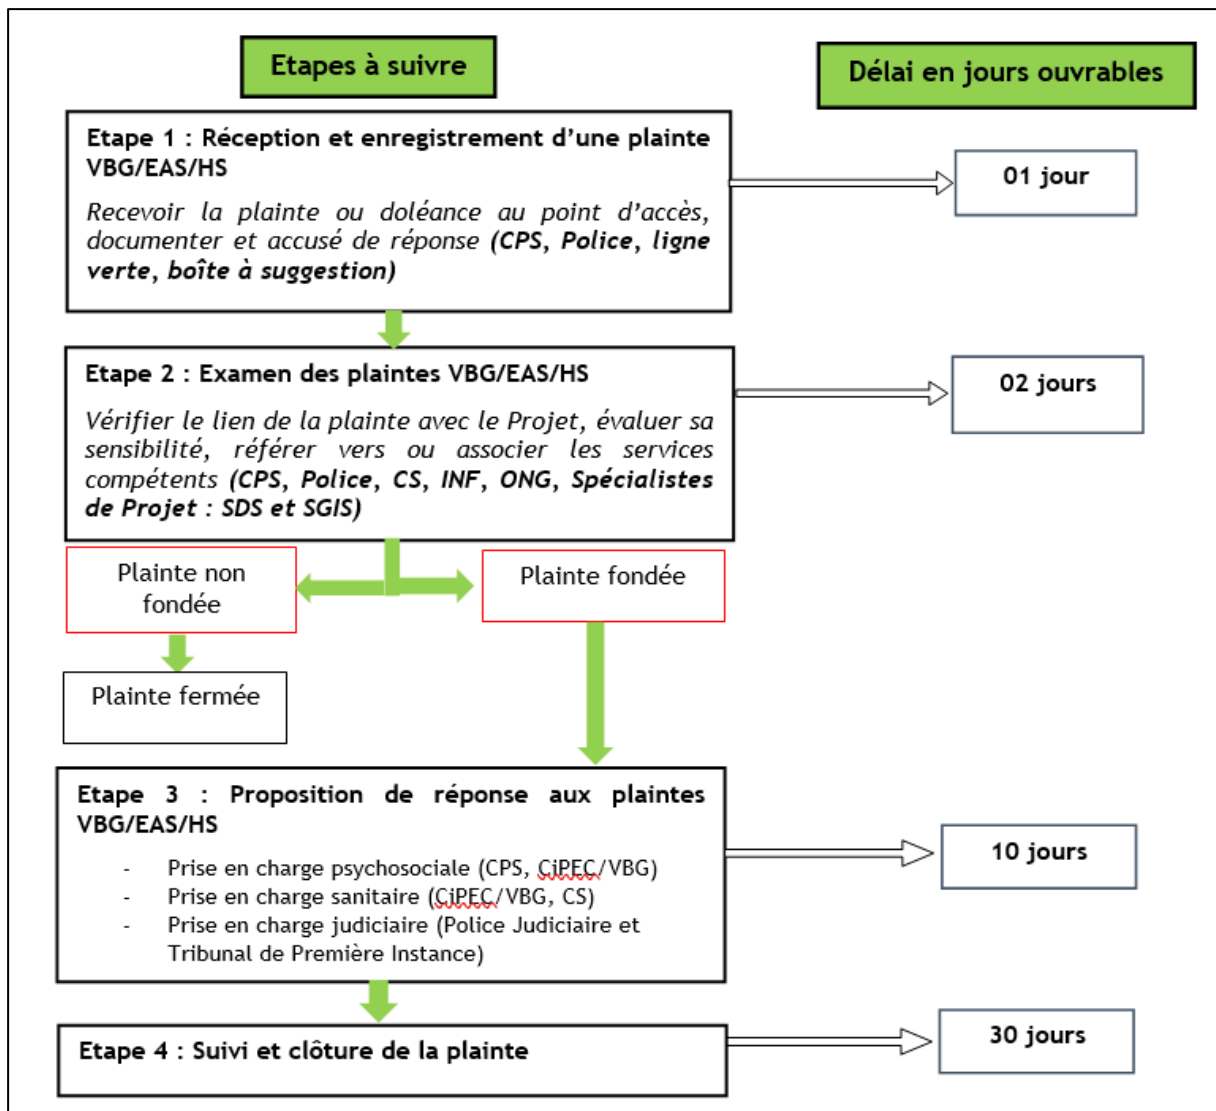 Etapes à suivre
Délai en jours ouvrables
Etape 1 : Réception et enregistrement d'une plainte
VBG/EAS/HS
Recevoir la plainte ou doléance au point d'accès,
documenter et accusé de réponse (CPS, Police, ligne
verte, boîte à suggestion)
01 jour
Etape 2 : Examen des plaintes VBG/EAS/HS
Vérifier le lien de la plainte avec le Projet, évaluer sa
sensibilité, référer vers ou associer les services
compétents (CPS, Police, CS, INF, ONG, Spécialistes
de Projet : SDS et SGIS)
02 jours
Plainte non
fondée
Plainte fondée
Plainte fermée
Etape 3 : Proposition de réponse aux plaintes
VBG/EAS/HS
- Prise en charge psychosociale (CPS, CiPEC/VBG)
- Prise en charge sanitaire (CiPEC/VBG, CS)
- Prise en charge judiciaire (Police Judiciaire et
Tribunal de Première Instance)
10 jours
Etape 4 : Suivi et clôture de la plainte
30 jours